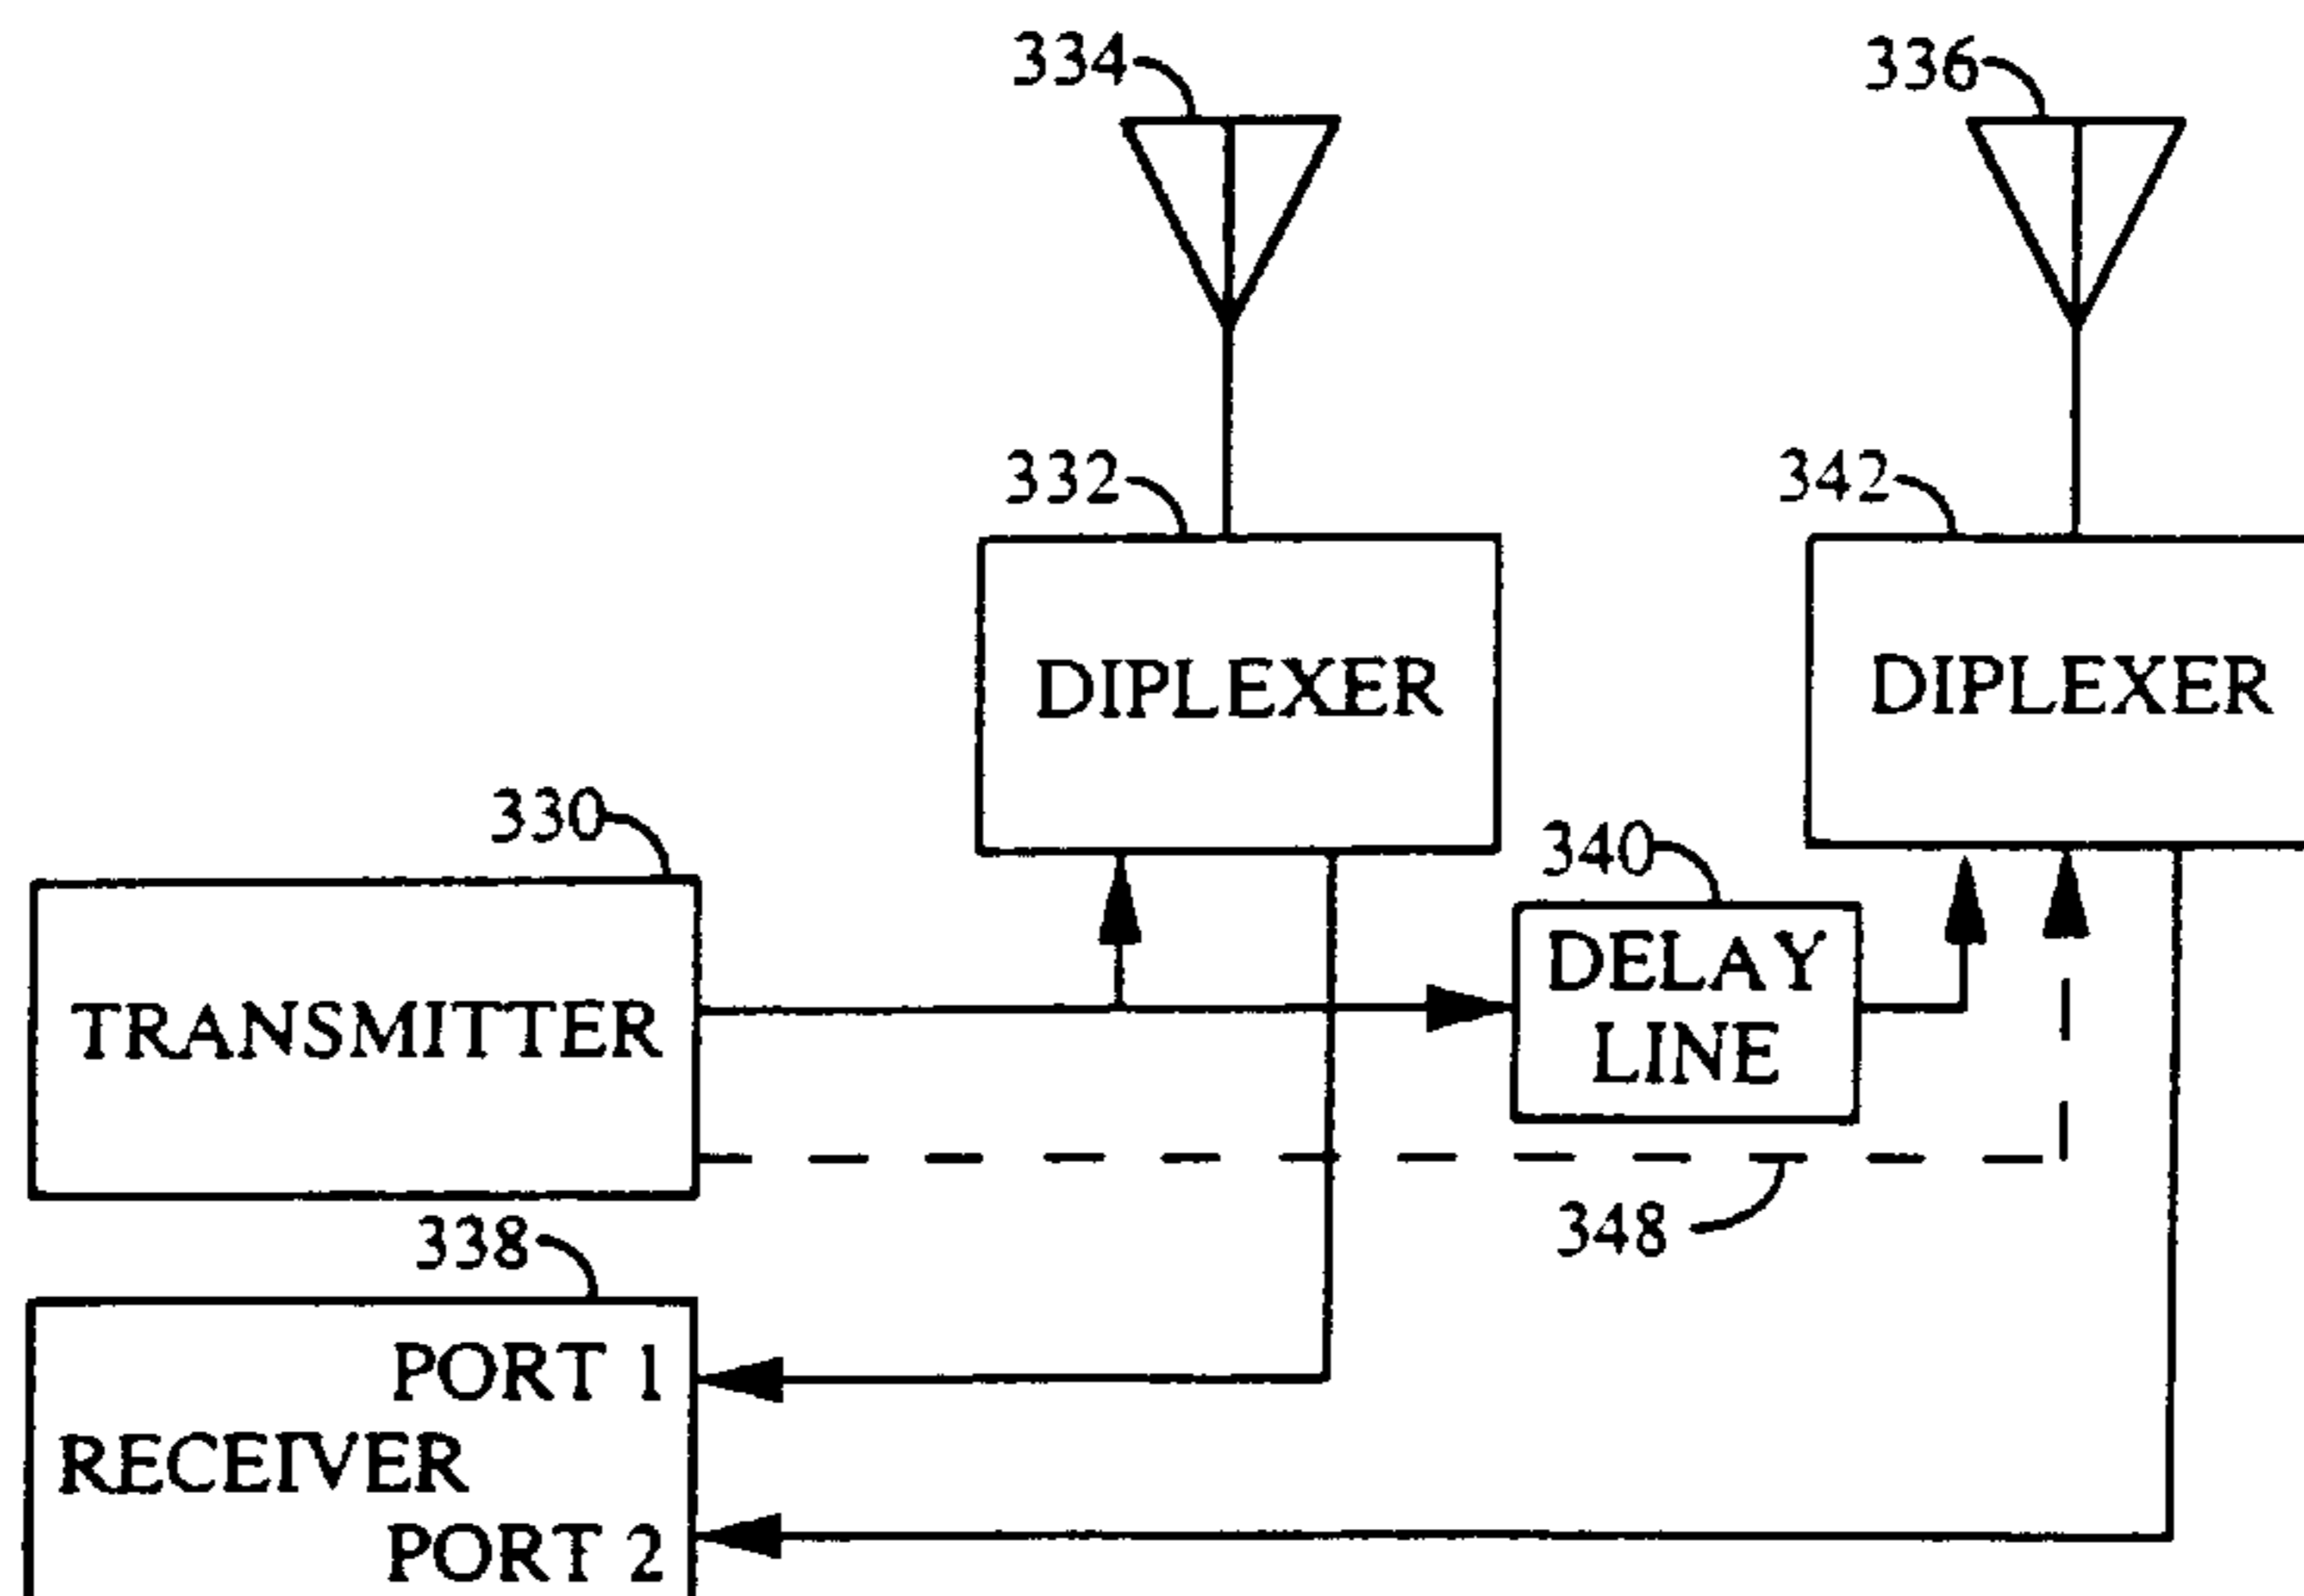 334
336
332
342
DIPLEXER
DIPLEXER
330
340
DELAY
LINE
TRANSMITTER
348
338
PORT 1
RECEIVER
PORT 2